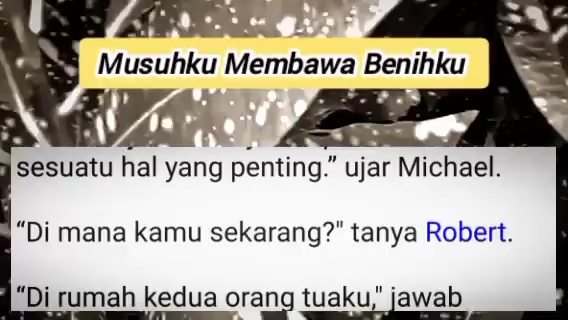 Musuhku Membawa Benihku
sesuatu hal yang penting.” ujar Michael.
“Di mana kamu sekarang?" tanya Robert.
“Di rumah kedua orang tuaku," jawab